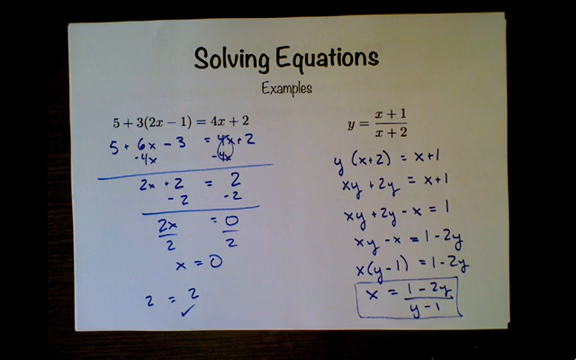 Solving Equations
Examples
5 + 3(2x − 1) = 4x + 2
5 + 6x − 3 = 4x + 2
-4x -4x
2x + 2 = 2
- 2 - 2
2x = 0
2 2
x = 0
2 = 2 ✓
y = (x + 1)/(x + 2)
y (x+2) = x+1
xy + 2y = x+1
xy + 2y - x = 1
xy - x = 1 - 2y
x(y - 1) = 1 - 2y
x = (1 - 2y)/(y - 1)